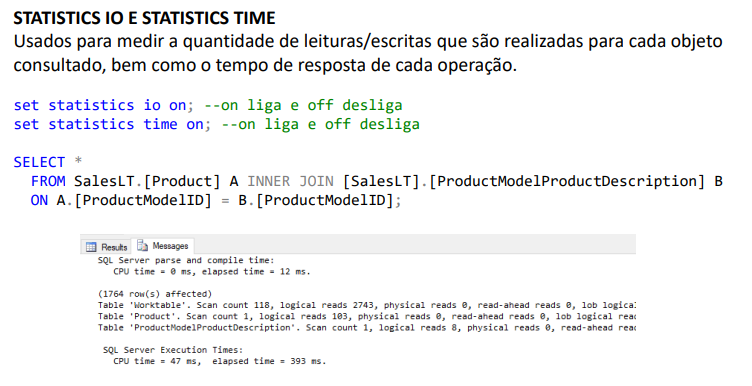 STATISTICS IO E STATISTICS TIME
Usados para medir a quantidade de leituras/escritas que são realizadas para cada objeto
consultado, bem como o tempo de resposta de cada operação.
set statistics io on; --on liga e off desliga
set statistics time on; --on liga e off desliga
SELECT *
FROM SalesLT.[Product] A INNER JOIN [SalesLT].[ProductModelProductDescription] B
ON A.[ProductModelID] = B.[ProductModelID];
Results Messages
SQL Server parse and compile time:
CPU time = 0 ms, elapsed time = 12 ms.
(1764 row(s) affected)
Table 'Worktable'. Scan count 118, logical reads 2743, physical reads 0, read-ahead reads 0, lob logical
Table 'Product'. Scan count 1, logical reads 103, physical reads 0, read-ahead reads 0, lob logical
Table 'ProductModelProductDescription'. Scan count 1, logical reads 8, physical reads 0, read-ahead
SQL Server Execution Times:
CPU time = 47 ms, elapsed time = 393 ms.